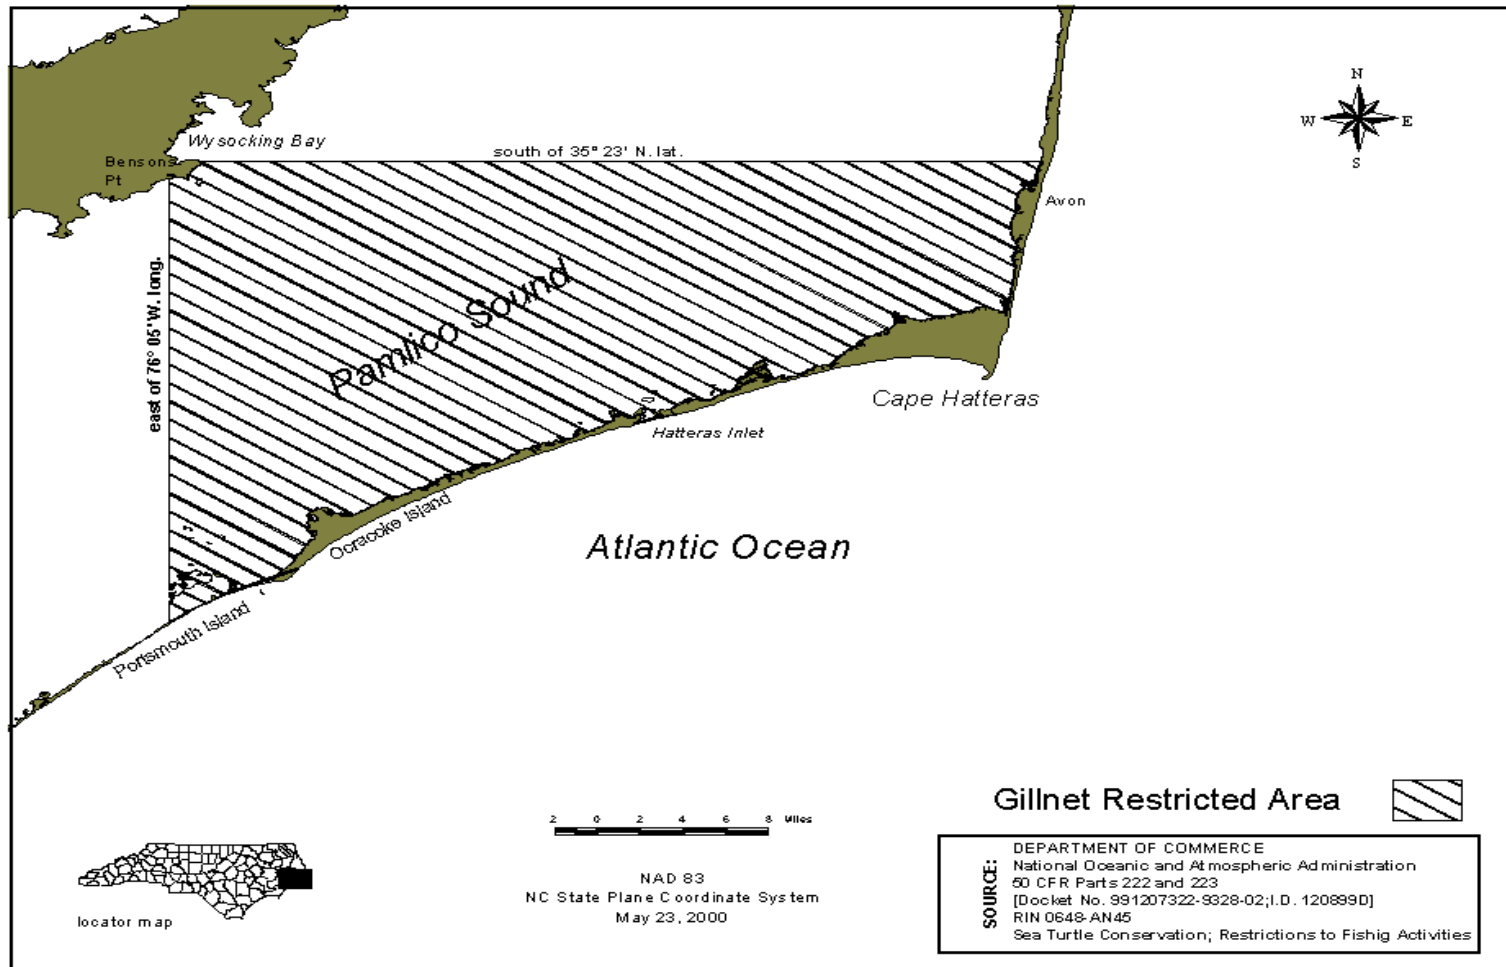 N
W E
S
Wysocking Bay
Bensons
Pt
south of 35° 23' N. lat.
Avon
east of 76° 05' W. long.
Pamlico Sound
Cape Hatteras
Hatteras Inlet
Ocracoke Island
Atlantic Ocean
Portsmouth Island
Gillnet Restricted Area
2 0 2 4 6 8 Miles
NAD 83
NC State Plane Coordinate System
May 23, 2000
locator map
SOURCE:
DEPARTMENT OF COMMERCE
National Oceanic and Atmospheric Administration
50 CFR Parts 222 and 223
[Docket No. 991207322-9328-02;I.D. 120899D]
RIN 0648-AN45
Sea Turtle Conservation; Restrictions to Fishig Activities